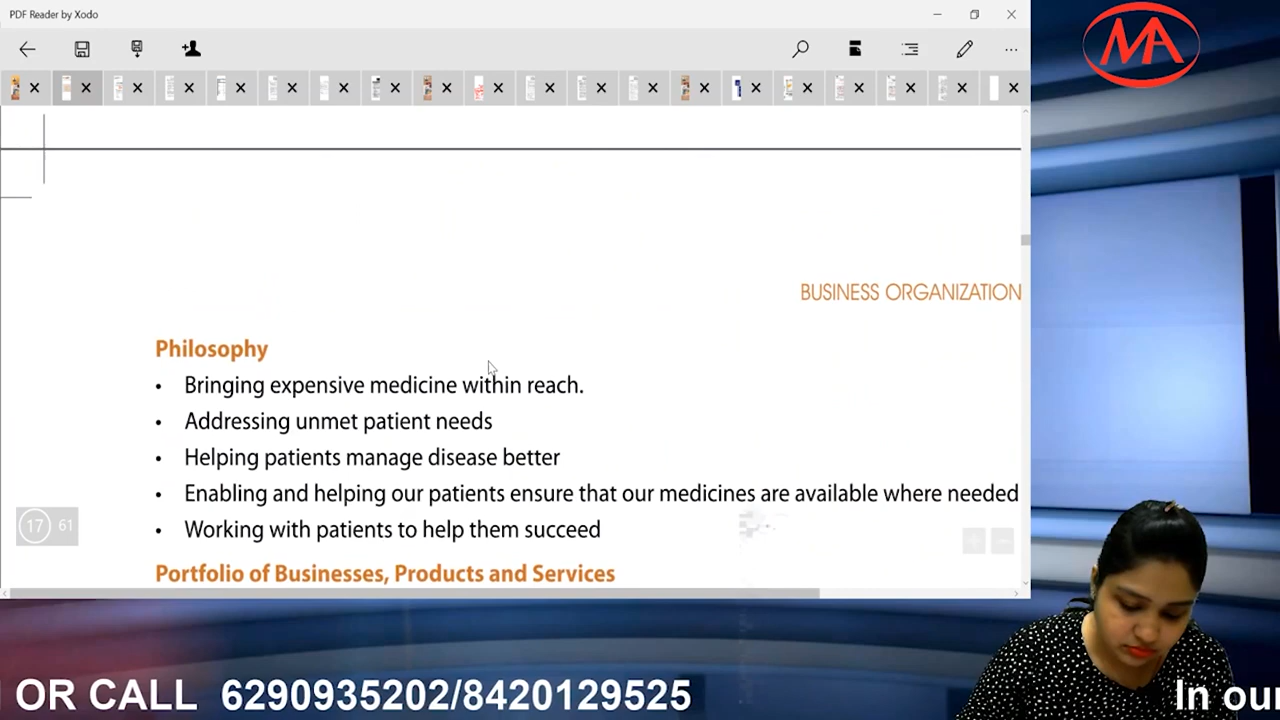 PDF Reader by Xodo
MA
BUSINESS ORGANIZATION
Philosophy
• Bringing expensive medicine within reach.
• Addressing unmet patient needs
• Helping patients manage disease better
• Enabling and helping our patients ensure that our medicines are available where needed
• Working with patients to help them succeed
17 61
Portfolio of Businesses, Products and Services
OR CALL 6290935202/8420129525
In our